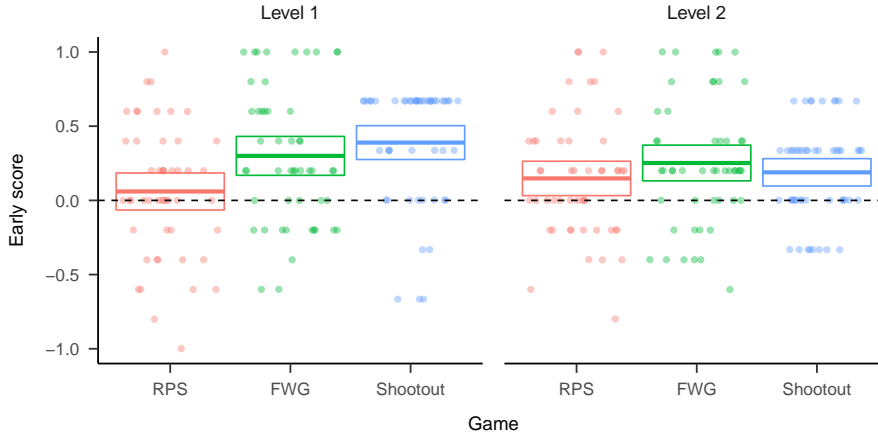 Level 1
Level 2
Early score
1.0
0.5
0.0
−0.5
−1.0
RPS
FWG
Shootout
RPS
FWG
Shootout
Game